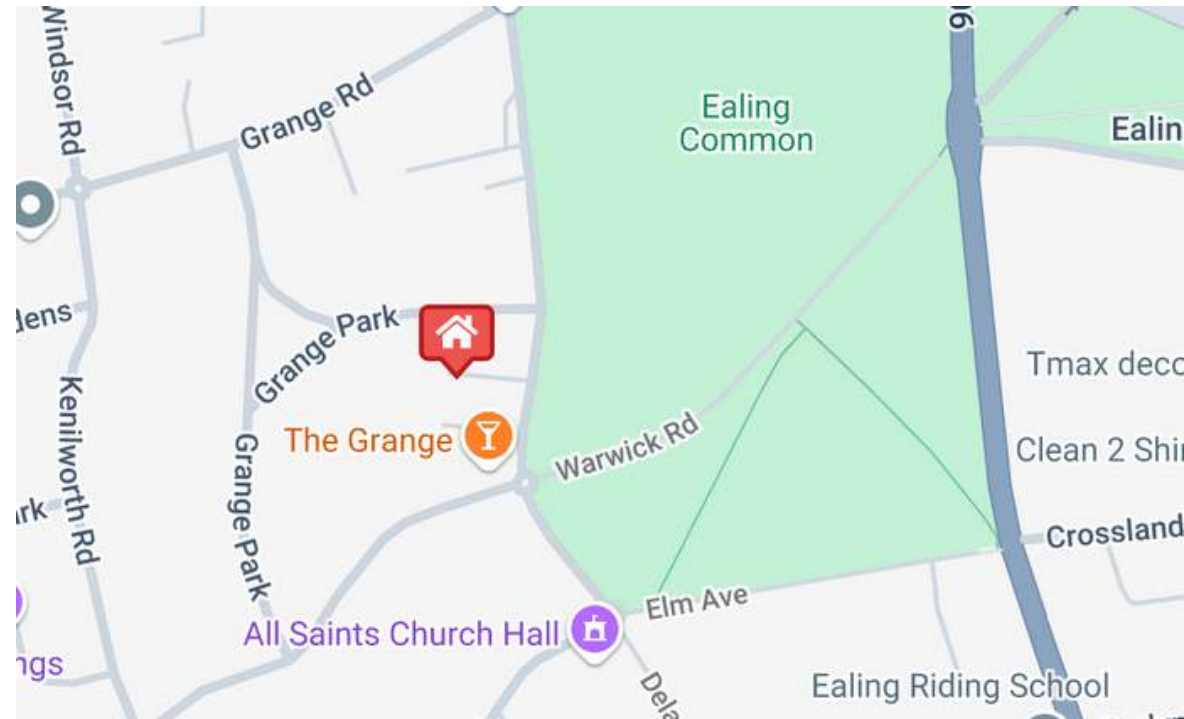 Windsor Rd
06
Grange Rd
Ealing
Common
Ealin
dens
Grange Park
Tmax deco
Kenilworth Rd
The Grange
Warwick Rd
Clean 2 Shi
Grange Park
rk
Crossland
Elm Ave
All Saints Church Hall
ngs
Dela
Ealing Riding School